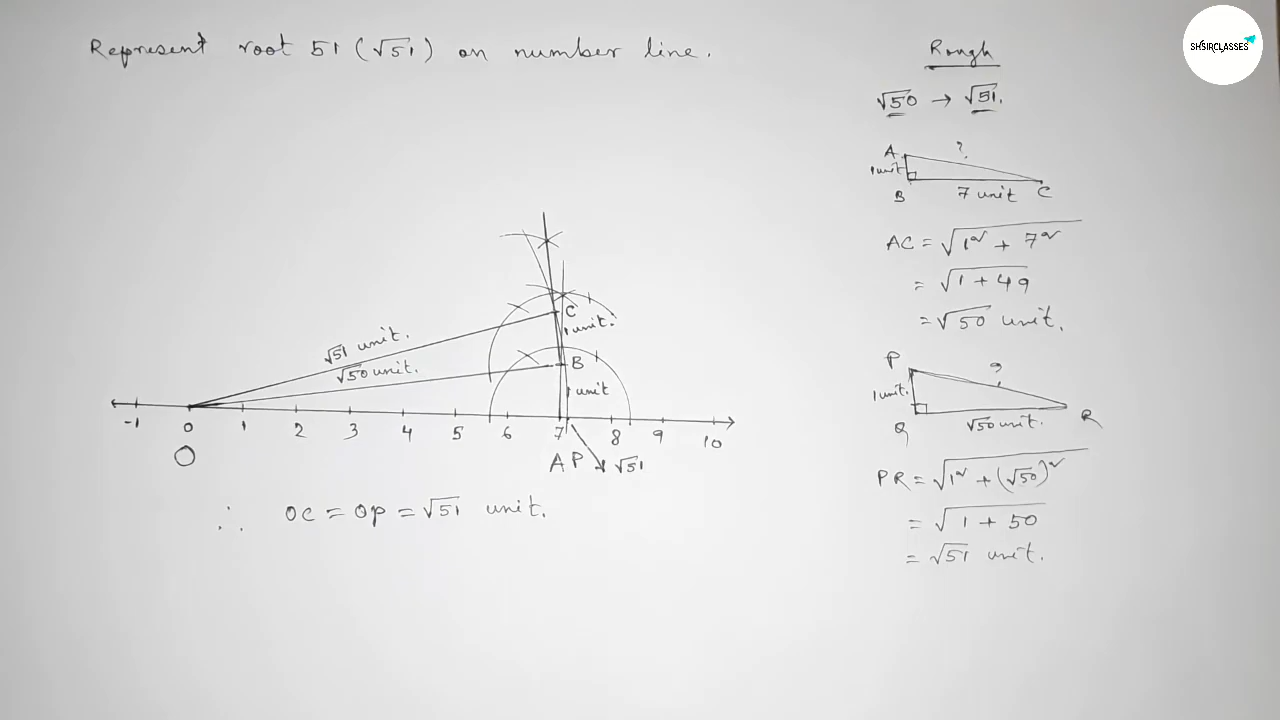 Represent root 51 (√51) on number line.
√51 unit.
√50 unit.
C
1 unit.
B
1 unit
-1 0 1 2 3 4 5 6 7 8 9 10
O
A P √51
∴ OC = OP = √51 unit.
SHSIRCLASSES
Rough
√50 → √51.
A
?
1 unit
B
7 unit
C
AC = √1² + 7²
= √1 + 49
= √50 unit.
P
?
1 unit.
Q
√50 unit.
R
PR = √1² + (√50)²
= √1 + 50
= √51 unit.